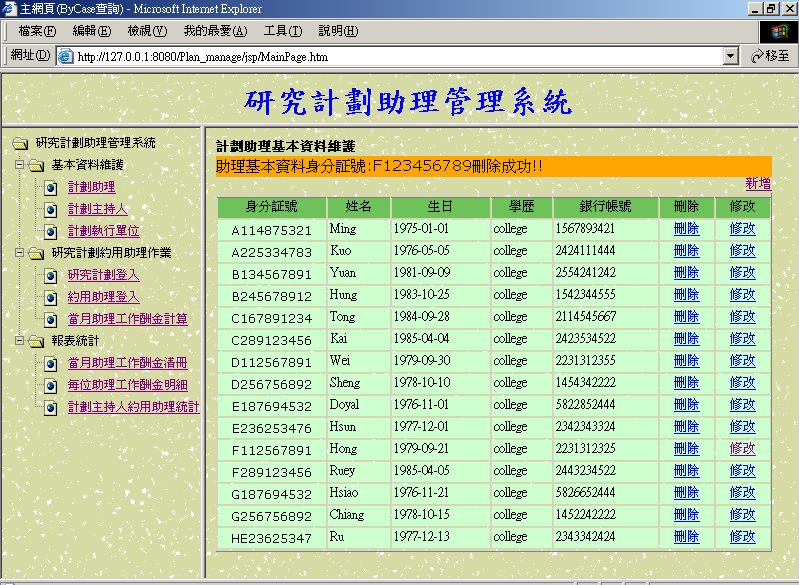 主網頁(ByCase查詢) - Microsoft Internet Explorer
檔案(F) 編輯(E) 檢視(V) 我的最愛(A) 工具(T) 說明(H)
網址(D) http://127.0.0.1:8080/Plan_manage/jsp/MainPage.htm 移至
研究計劃助理管理系統
研究計劃助理管理系統
基本資料維護
計劃助理
計劃主持人
計劃執行單位
研究計劃約用助理作業
研究計劃登入
約用助理登入
當月助理工作酬金計算
報表統計
當月助理工作酬金清冊
每位助理工作酬金明細
計劃主持人約用助理統計
計劃助理基本資料維護
助理基本資料身分証號:F123456789刪除成功!!
新增
身分証號 姓名 生日 學歷 銀行帳號 刪除 修改
A114875321 Ming 1975-01-01 college 1567893421 刪除 修改
A225334783 Kuo 1976-05-05 college 2424111444 刪除 修改
B134567891 Yuan 1981-09-09 college 2554241242 刪除 修改
B245678912 Hung 1983-10-25 college 1542344555 刪除 修改
C167891234 Tong 1984-09-28 college 2114545667 刪除 修改
C289123456 Kai 1985-04-04 college 2423534522 刪除 修改
D112567891 Wei 1979-09-30 college 2231312355 刪除 修改
D256756892 Sheng 1978-10-10 college 1454342222 刪除 修改
E187694532 Doyal 1976-11-01 college 5822852444 刪除 修改
E236253476 Hsun 1977-12-01 college 2342343324 刪除 修改
F112567891 Hong 1979-09-21 college 2231312325 刪除 修改
F289123456 Ruey 1985-04-05 college 2443234522 刪除 修改
G187694532 Hsiao 1976-11-21 college 5826652444 刪除 修改
G256756892 Chiang 1978-10-15 college 1452242222 刪除 修改
HE23625347 Ru 1977-12-13 college 2343342424 刪除 修改